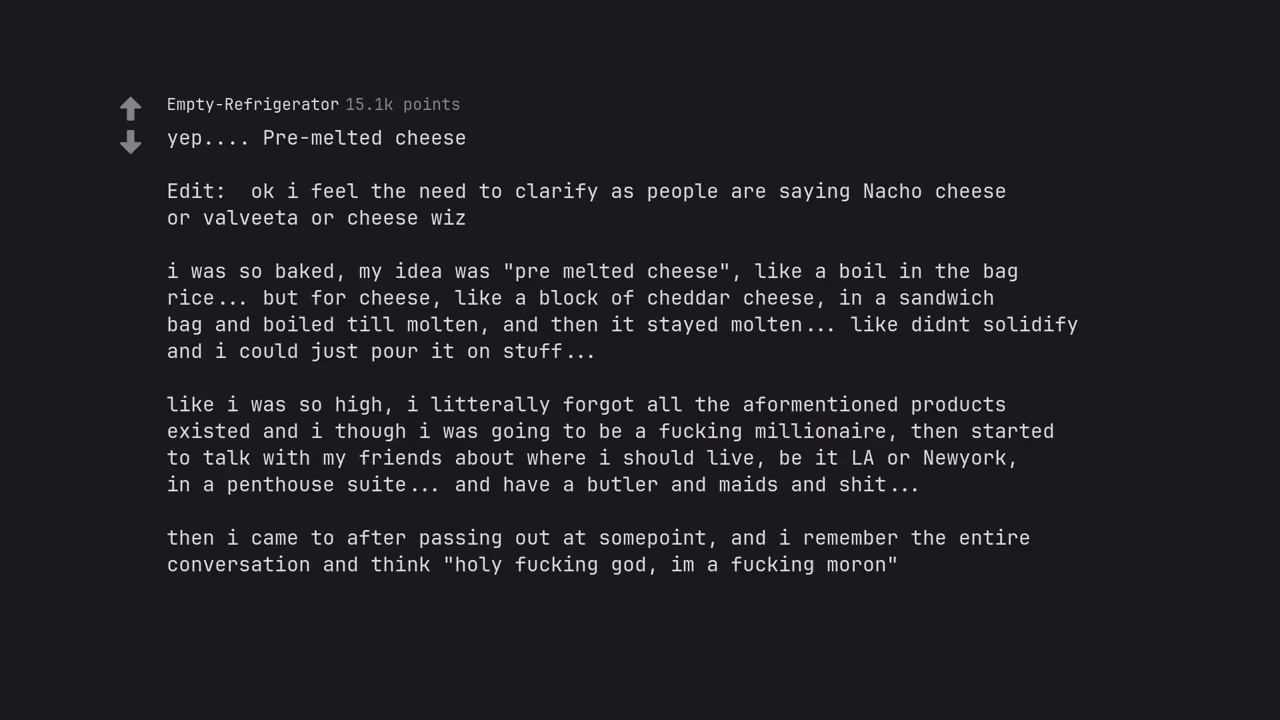 Empty-Refrigerator 15.1k points
yep.... Pre-melted cheese
Edit:  ok i feel the need to clarify as people are saying Nacho cheese
or valveeta or cheese wiz
i was so baked, my idea was "pre melted cheese", like a boil in the bag
rice... but for cheese, like a block of cheddar cheese, in a sandwich
bag and boiled till molten, and then it stayed molten... like didnt solidify
and i could just pour it on stuff...
like i was so high, i litterally forgot all the aformentioned products
existed and i though i was going to be a fucking millionaire, then started
to talk with my friends about where i should live, be it LA or Newyork,
in a penthouse suite... and have a butler and maids and shit...
then i came to after passing out at somepoint, and i remember the entire
conversation and think "holy fucking god, im a fucking moron"